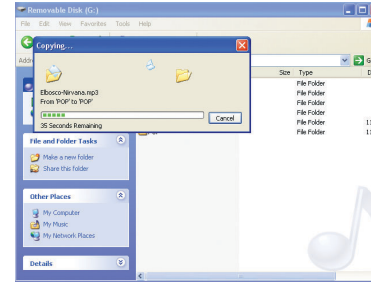 Removable Disk (G:)
File Edit View Favorites Tools Help
Copying...
Size Type
Elbosco-Nirvana.mp3
From 'POP' to 'POP'
35 Seconds Remaining
Cancel
File Folder
File Folder
File Folder
File Folder
File Folder
File Folder
File and Folder Tasks
Make a new folder
Share this folder
Other Places
My Computer
My Music
My Network Places
Details